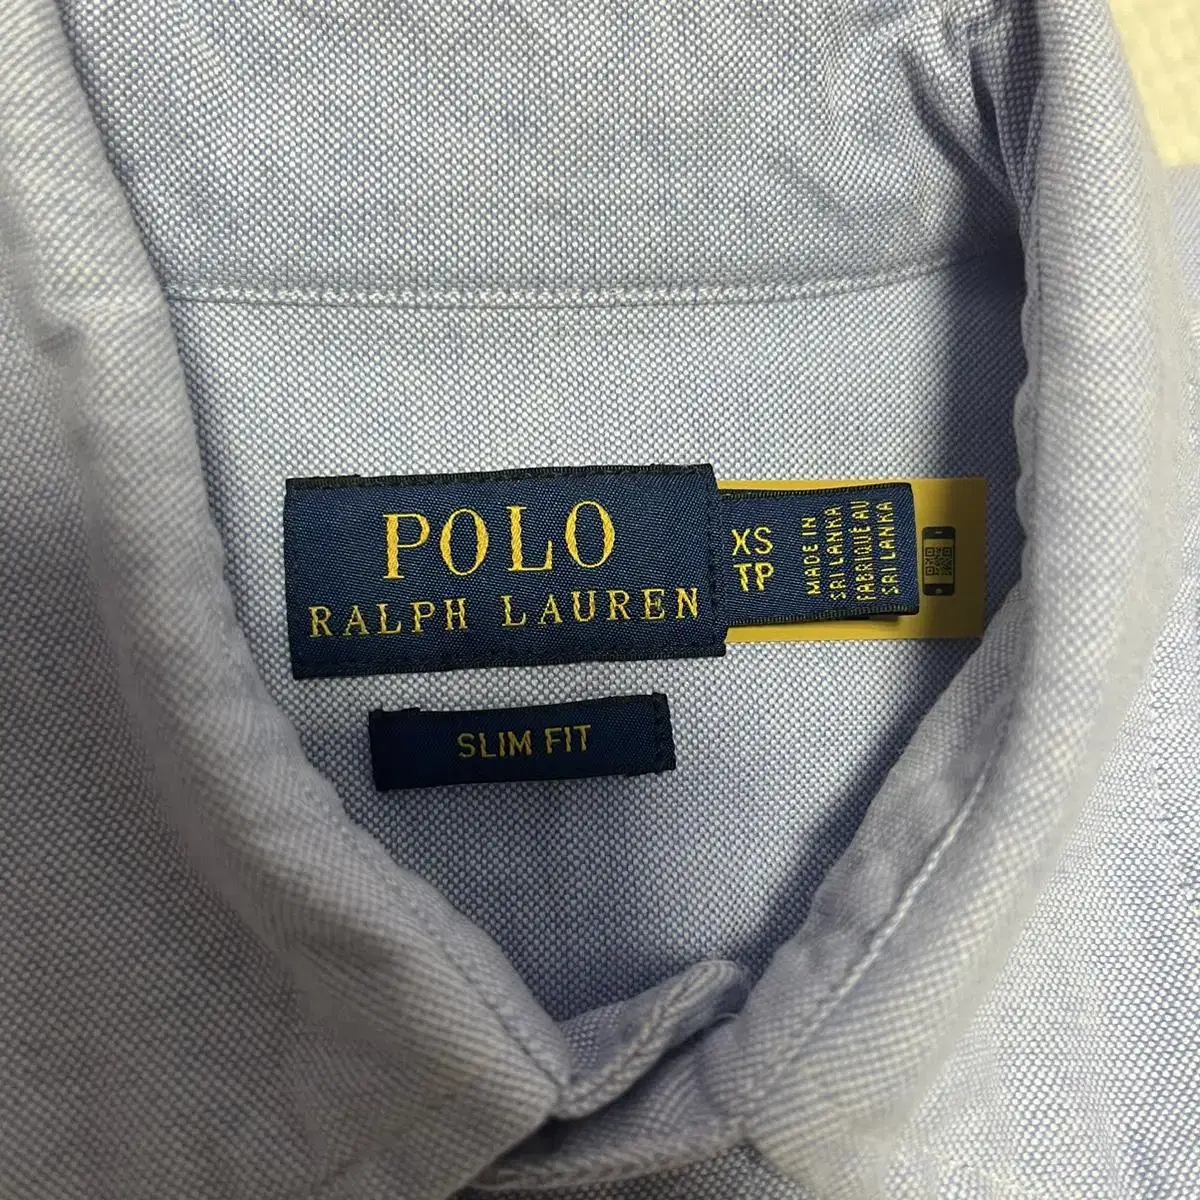 POLO
RALPH LAUREN
XS
TP
MADE IN
SRI LANKA
FABRIQUE AU
SRI LANKA
SLIM FIT